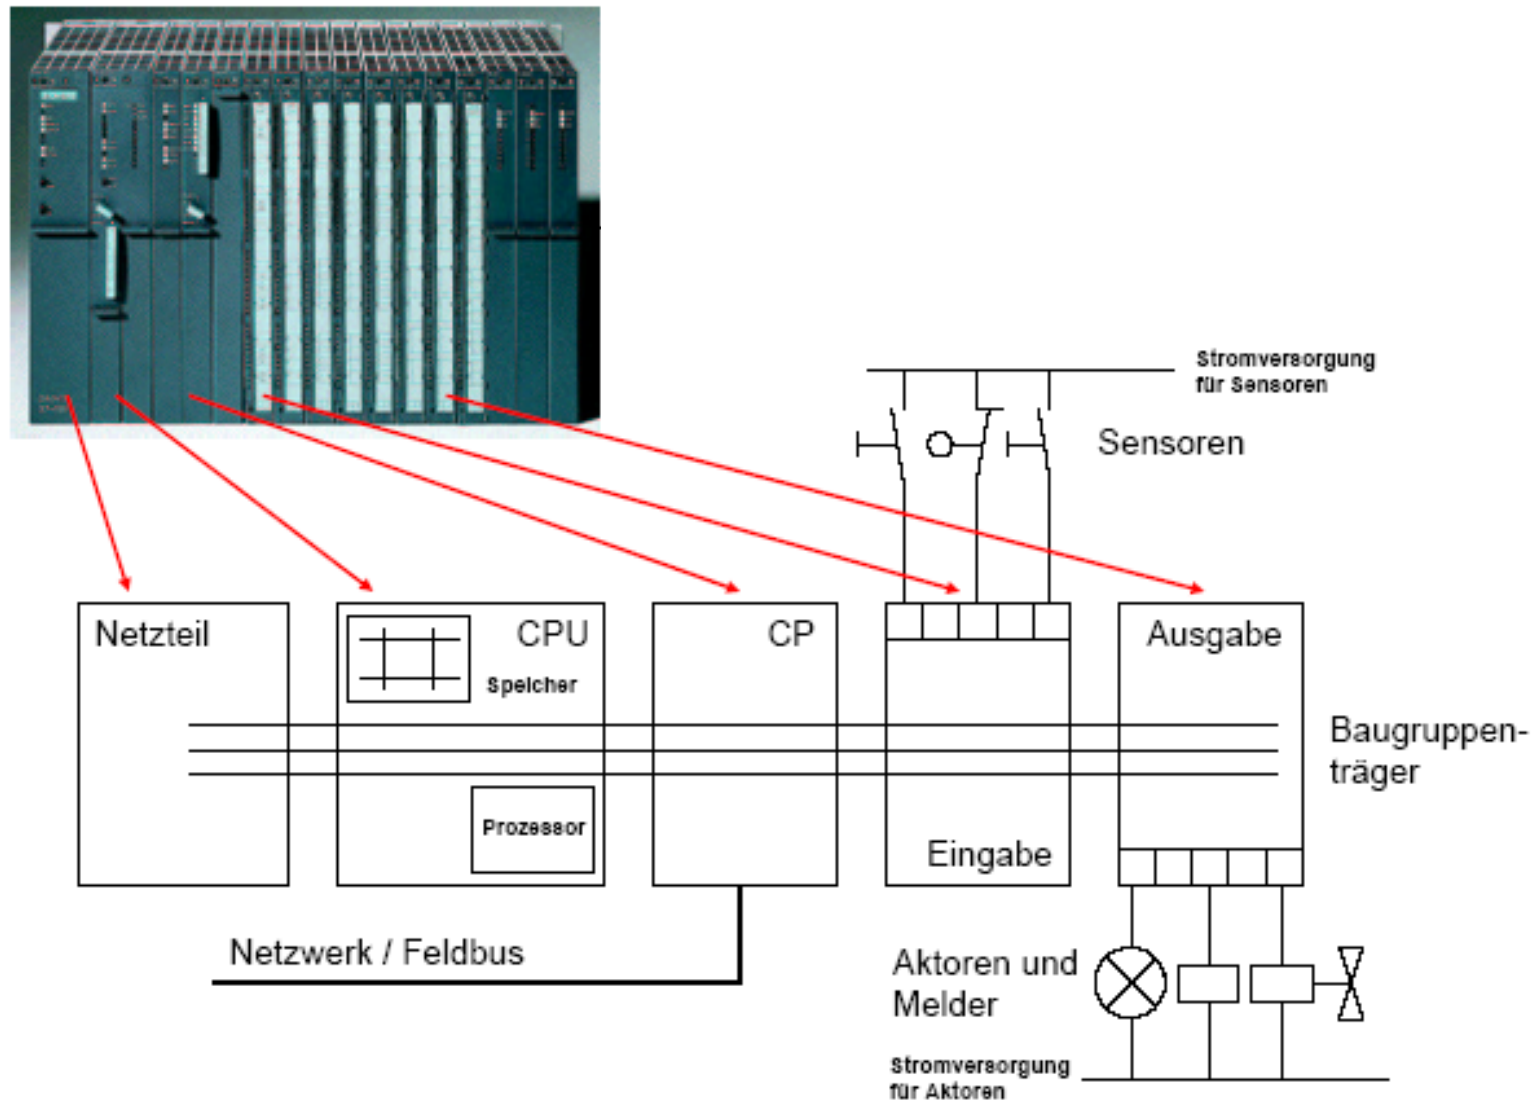 Stromversorgung
für Sensoren
Sensoren
Netzteil
CPU
Speicher
Prozessor
CP
Eingabe
Ausgabe
Baugruppen-
träger
Netzwerk / Feldbus
Aktoren und
Melder
Stromversorgung
für Aktoren